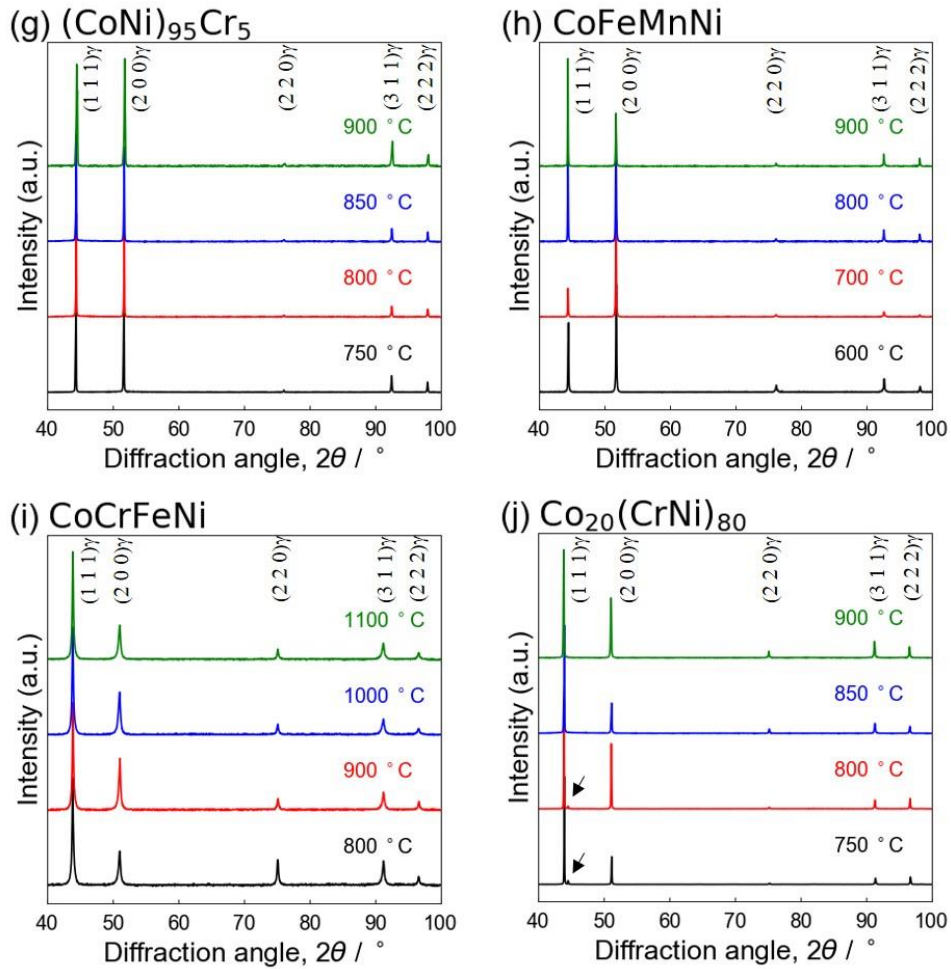 (g) (CoNi)₉₅Cr₅
(1 1 1)γ
(2 0 0)γ
(2 2 0)γ
(3 1 1)γ
(2 2 2)γ
900 °C
850 °C
800 °C
750 °C
Intensity (a.u.)
40 50 60 70 80 90 100
Diffraction angle, 2θ / °
(h) CoFeMnNi
(1 1 1)γ
(2 0 0)γ
(2 2 0)γ
(3 1 1)γ
(2 2 2)γ
900 °C
800 °C
700 °C
600 °C
Intensity (a.u.)
40 50 60 70 80 90 100
Diffraction angle, 2θ / °
(i) CoCrFeNi
(1 1 1)γ
(2 0 0)γ
(2 2 0)γ
(3 1 1)γ
(2 2 2)γ
1100 °C
1000 °C
900 °C
800 °C
Intensity (a.u.)
40 50 60 70 80 90 100
Diffraction angle, 2θ / °
(j) Co₂₀(CrNi)₈₀
(1 1 1)γ
(2 0 0)γ
(2 2 0)γ
(3 1 1)γ
(2 2 2)γ
900 °C
850 °C
800 °C
750 °C
Intensity (a.u.)
40 50 60 70 80 90 100
Diffraction angle, 2θ / °